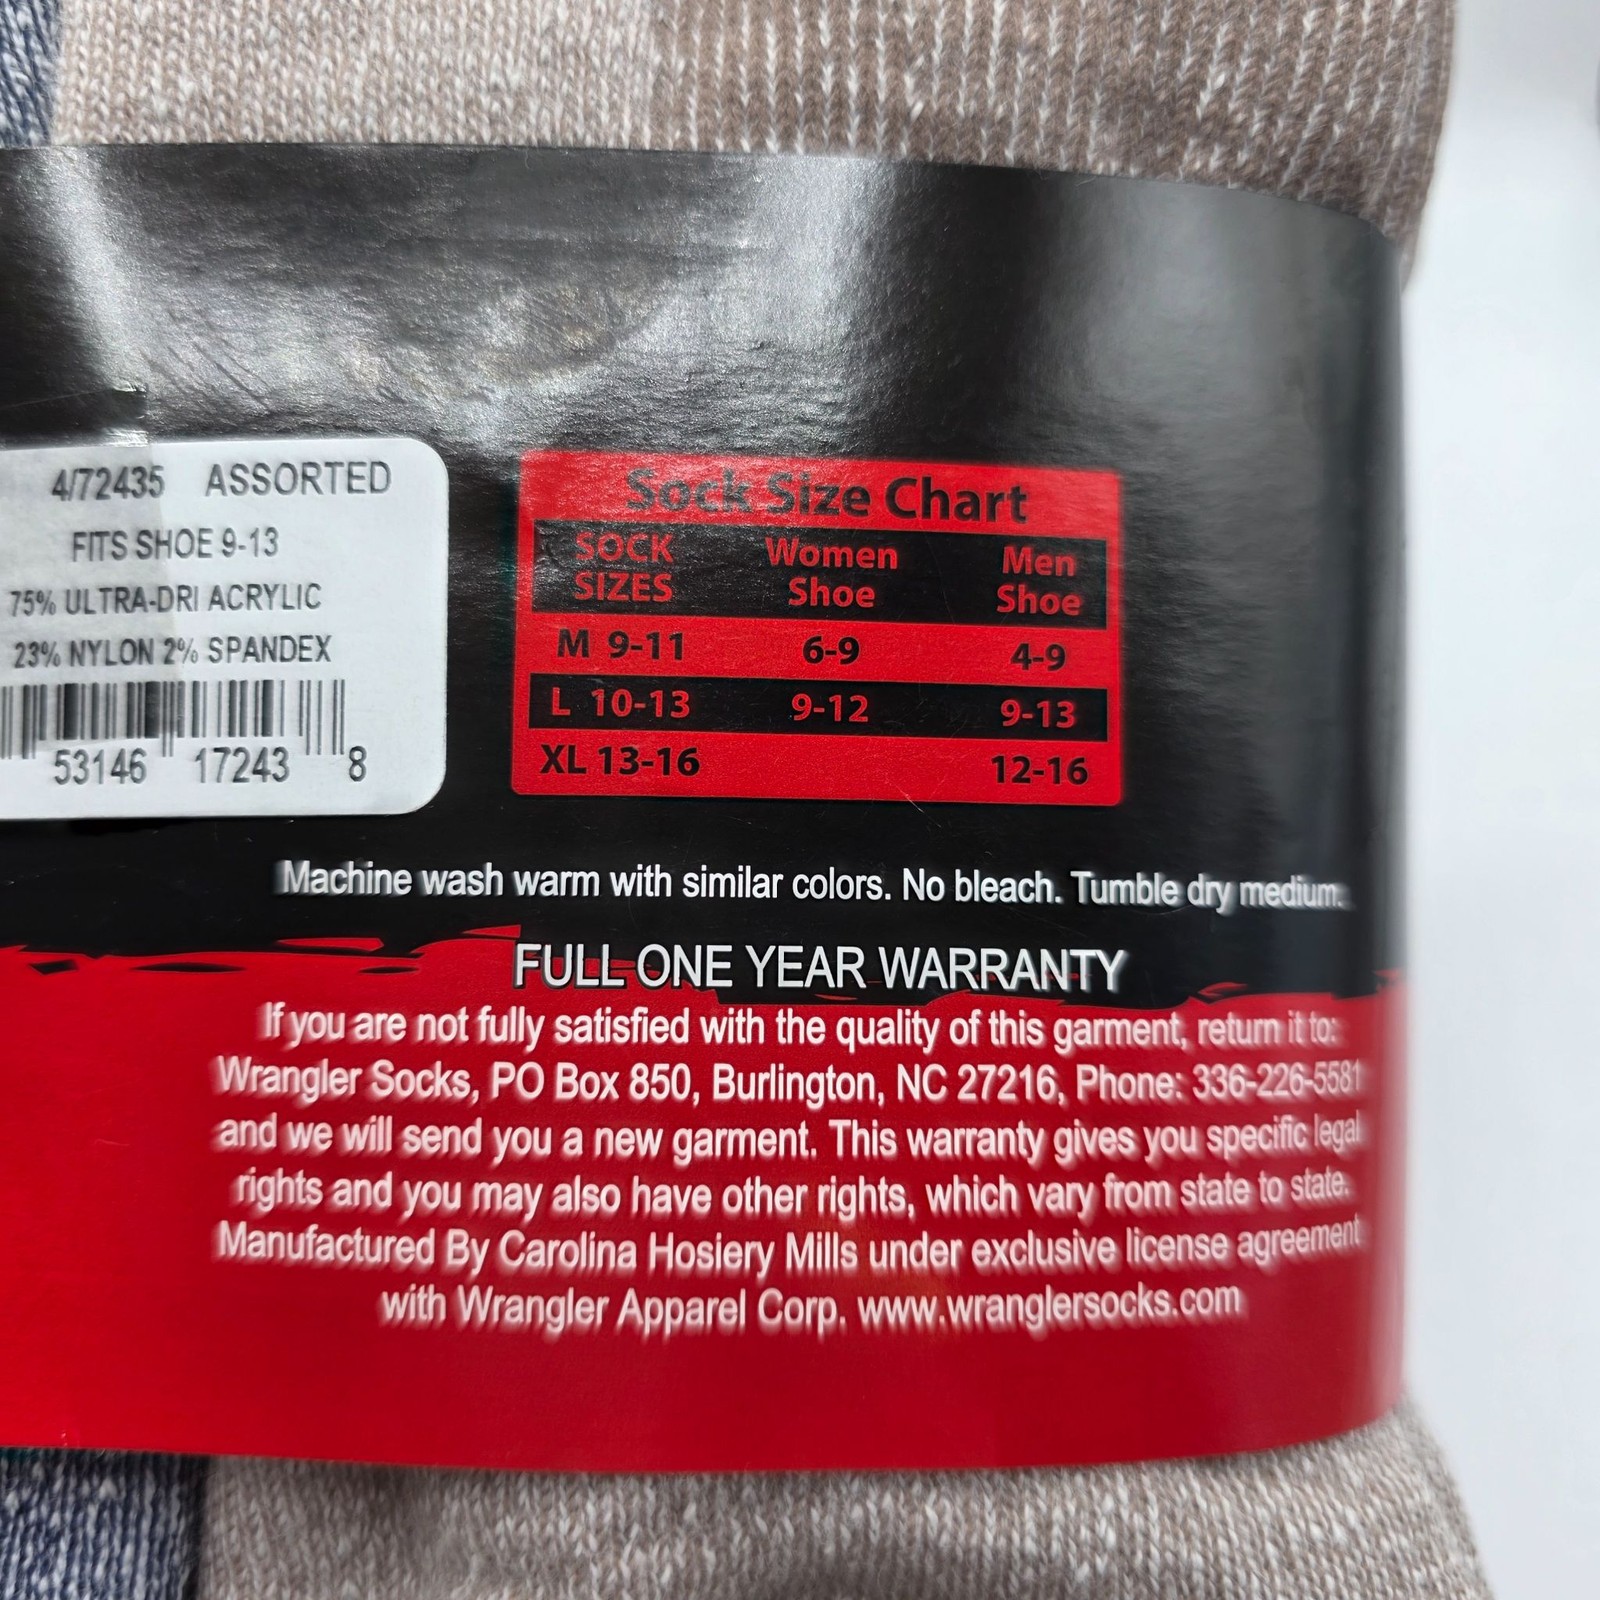 4/72435 ASSORTED
FITS SHOE 9-13
75% ULTRA-DRI ACRYLIC
23% NYLON 2% SPANDEX
53146 17243 8
Sock Size Chart
SOCK SIZES Women Shoe Men Shoe
M 9-11 6-9 4-9
L 10-13 9-12 9-13
XL 13-16 12-16
Machine wash warm with similar colors. No bleach. Tumble dry medium.
FULL ONE YEAR WARRANTY
If you are not fully satisfied with the quality of this garment, return it to:
Wrangler Socks, PO Box 850, Burlington, NC 27216, Phone: 336-226-5581
and we will send you a new garment. This warranty gives you specific legal
rights and you may also have other rights, which vary from state to state.
Manufactured By Carolina Hosiery Mills under exclusive license agreement
with Wrangler Apparel Corp. www.wranglersocks.com